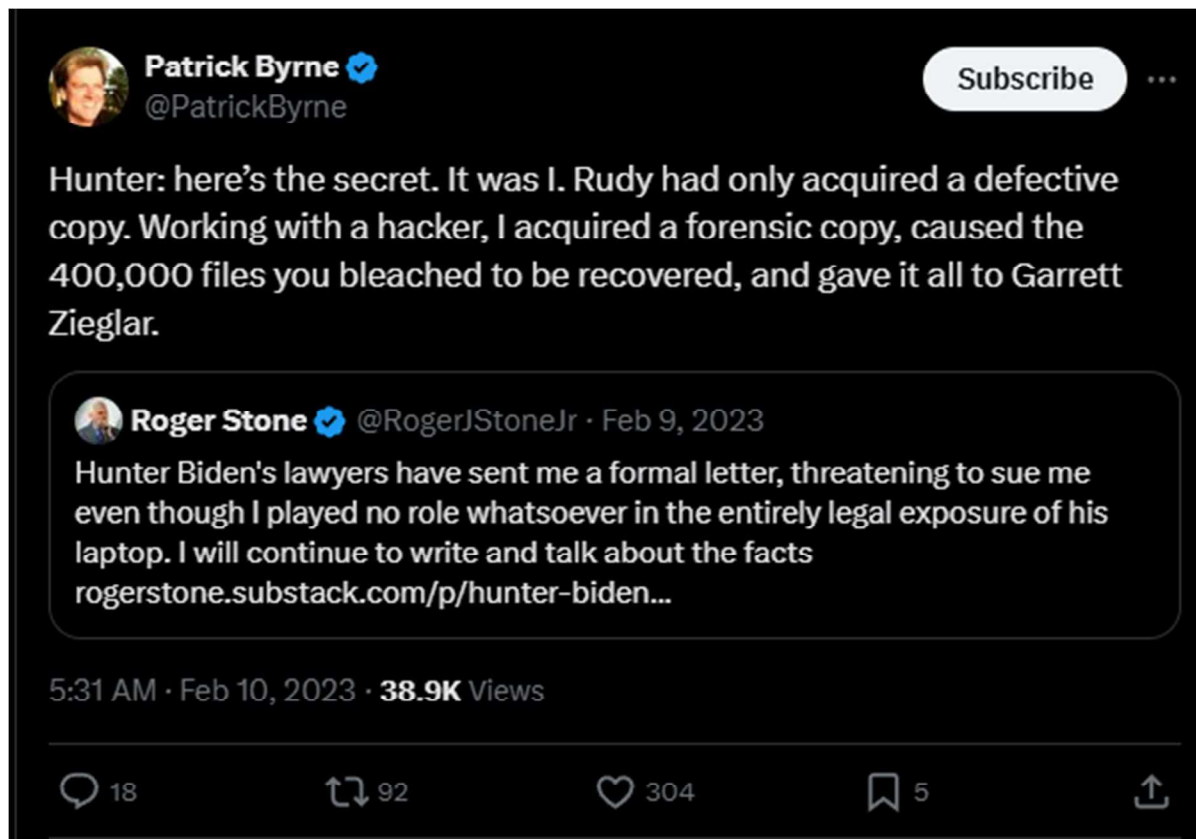 Patrick Byrne
@PatrickByrne
Subscribe
Hunter: here’s the secret. It was I. Rudy had only acquired a defective
copy. Working with a hacker, I acquired a forensic copy, caused the
400,000 files you bleached to be recovered, and gave it all to Garrett
Zieglar.
Roger Stone @RogerJStoneJr · Feb 9, 2023
Hunter Biden's lawyers have sent me a formal letter, threatening to sue me
even though I played no role whatsoever in the entirely legal exposure of his
laptop. I will continue to write and talk about the facts
rogerstone.substack.com/p/hunter-biden...
5:31 AM · Feb 10, 2023 · 38.9K Views
18 92 304 5